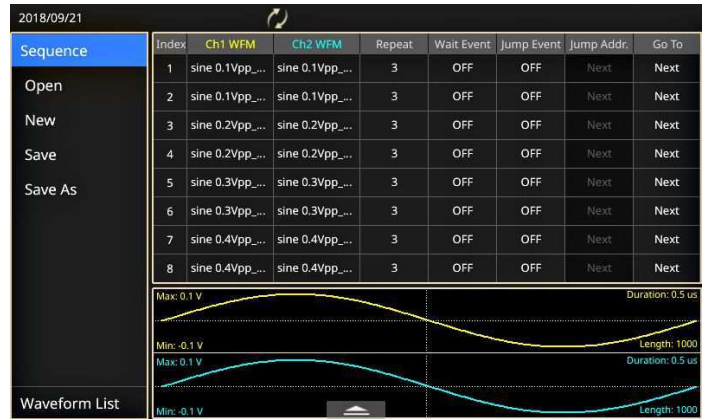 2018/09/21
Sequence
Open
New
Save
Save As
Waveform List
Index Ch1 WFM Ch2 WFM Repeat Wait Event Jump Event Jump Addr. Go To
1 sine 0.1Vpp_... sine 0.1Vpp_... 3 OFF OFF Next Next
2 sine 0.1Vpp_... sine 0.1Vpp_... 3 OFF OFF Next Next
3 sine 0.2Vpp_... sine 0.2Vpp_... 3 OFF OFF Next Next
4 sine 0.2Vpp_... sine 0.2Vpp_... 3 OFF OFF Next Next
5 sine 0.3Vpp_... sine 0.3Vpp_... 3 OFF OFF Next Next
6 sine 0.3Vpp_... sine 0.3Vpp_... 3 OFF OFF Next Next
7 sine 0.4Vpp_... sine 0.4Vpp_... 3 OFF OFF Next Next
8 sine 0.4Vpp_... sine 0.4Vpp_... 3 OFF OFF Next Next
Max: 0.1 V Duration: 0.5 us
Min: -0.1 V Length: 1000
Max: 0.1 V Duration: 0.5 us
Min: -0.1 V Length: 1000